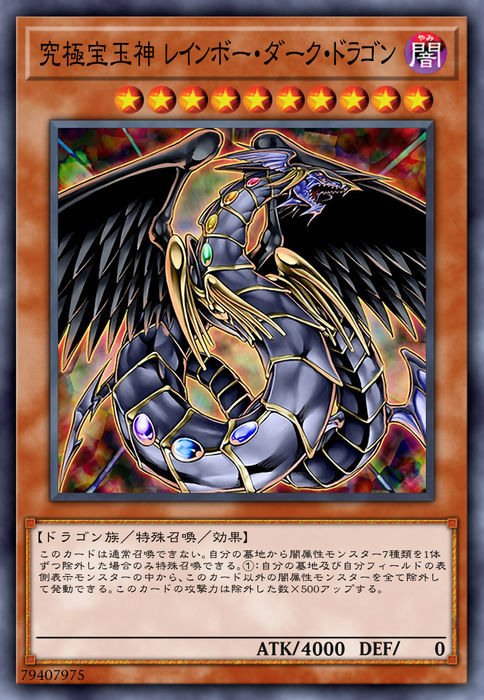 究極宝玉神 レインボー・ダーク・ドラゴン
やみ
闇
【ドラゴン族／特殊召喚／効果】
このカードは通常召喚できない。自分の墓地から闇属性モンスター7種類を1体
ずつ除外した場合のみ特殊召喚できる。①：自分の墓地及び自分フィールドの表
側表示モンスターの中から、このカード以外の闇属性モンスターを全て除外し
て発動できる。このカードの攻撃力は除外した数×500アップする。
ATK/4000 DEF/ 0
79407975